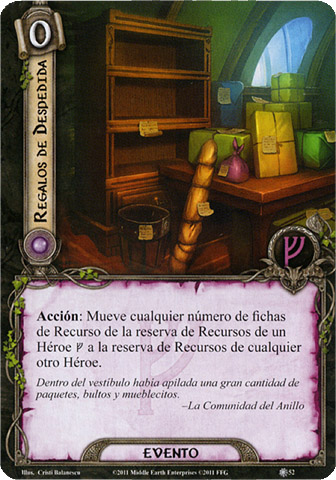 0
REGALOS DE DESPEDIDA
Acción: Mueve cualquier número de fichas
de Recurso de la reserva de Recursos de un
Héroe ᚠ a la reserva de Recursos de cualquier
otro Héroe.
Dentro del vestíbulo había apilada una gran cantidad de
paquetes, bultos y mueblecitos.
–La Comunidad del Anillo
EVENTO
Illus. Cristi Balanescu
©2011 Middle Earth Enterprises ©2011 FFG
52